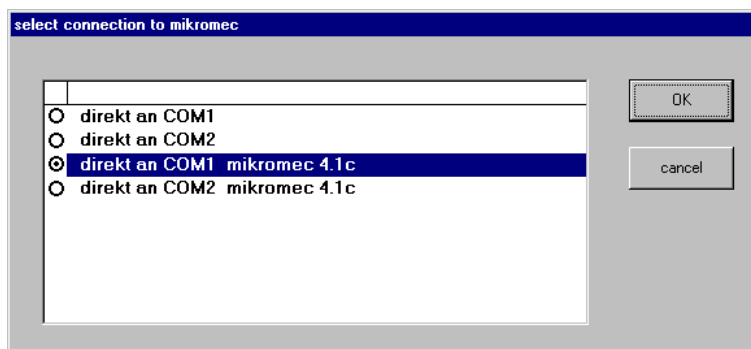 select connection to mikromec
direkt an COM1
direkt an COM2
direkt an COM1 mikromec 4.1c
direkt an COM2 mikromec 4.1c
OK
cancel